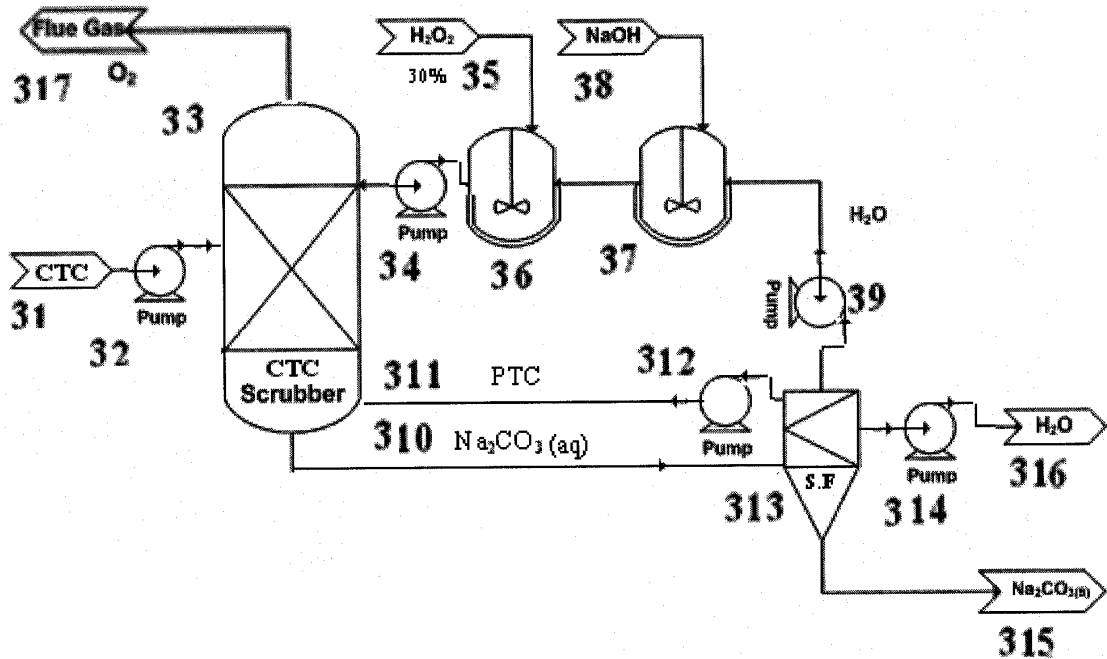 Flue Gas
O₂
317
33
H₂O₂
30%
35
NaOH
38
H₂O
CTC
31
Pump
32
Pump
34
36
37
Pump
39
CTC
Scrubber
311
PTC
312
Pump
310
Na₂CO₃ (aq)
S.F
313
Pump
314
H₂O
316
Na₂CO₃(S)
315